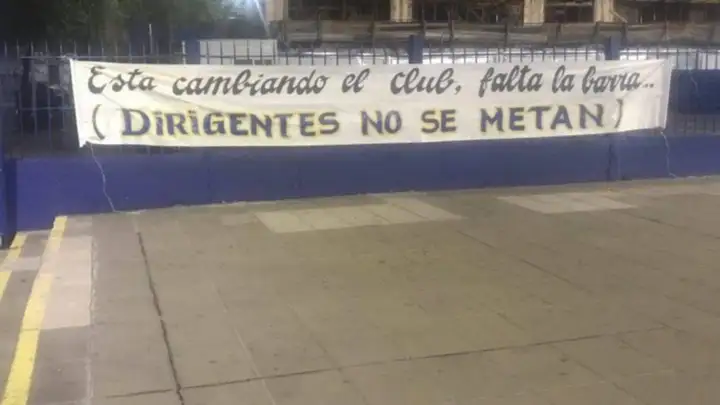 Esta cambiando el club, falta la barra..
( DIRIGENTES NO SE METAN )